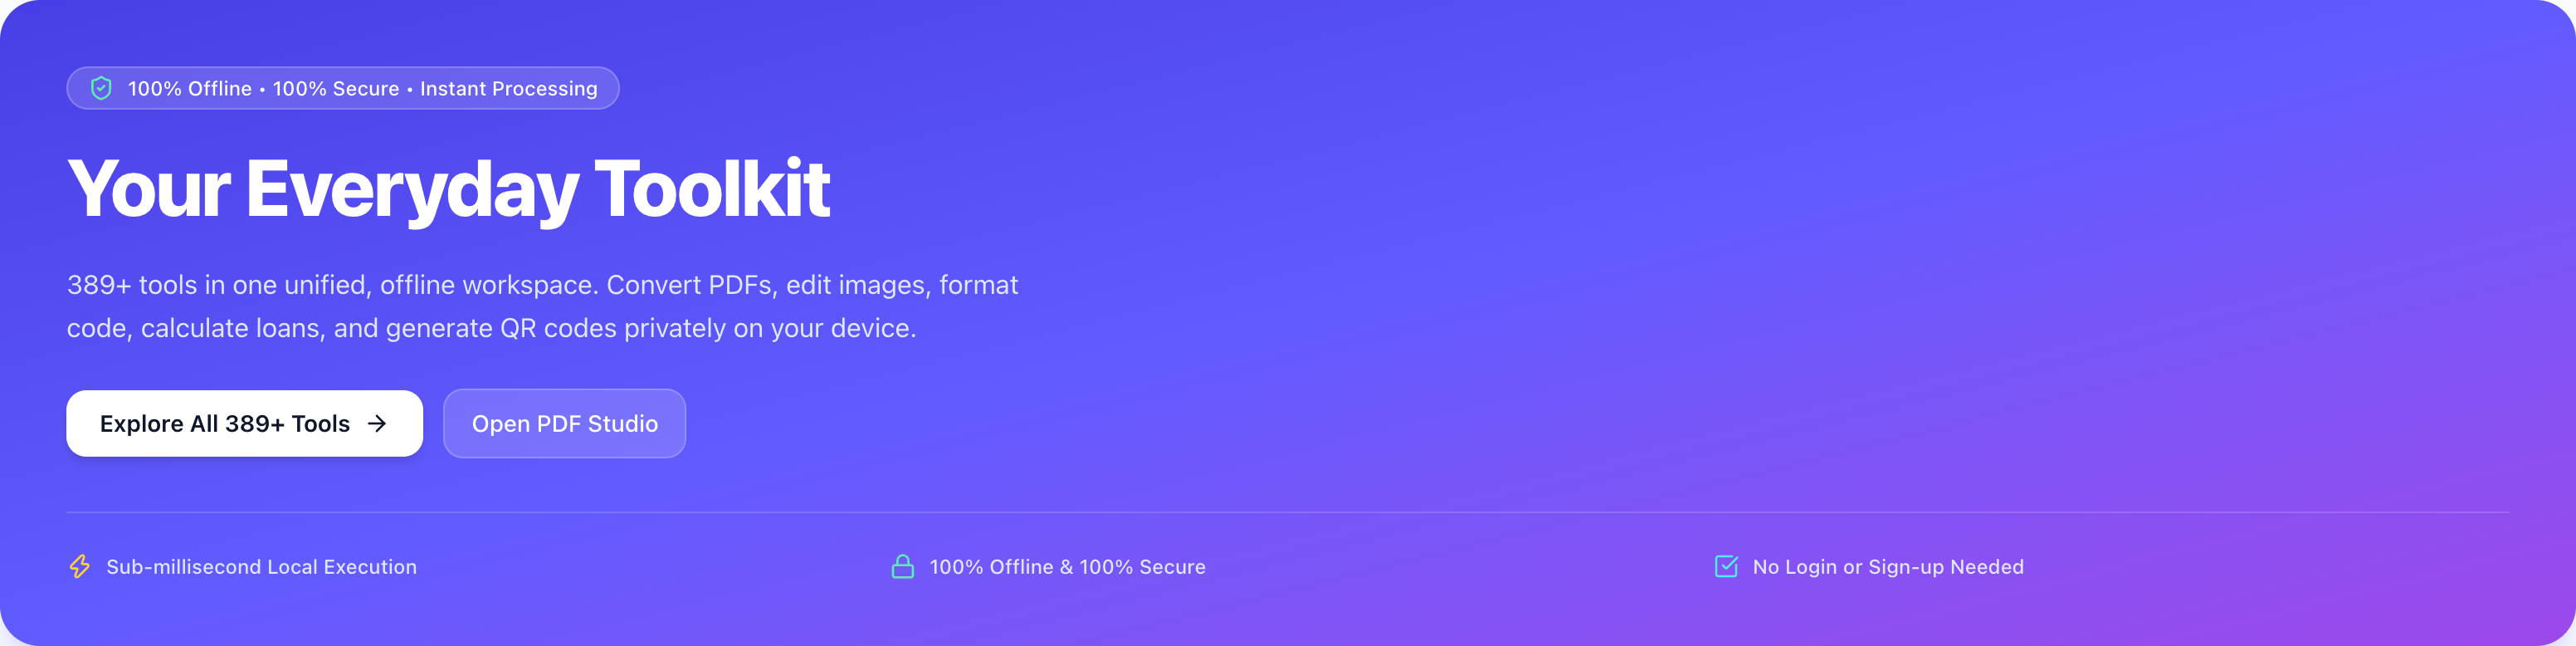 100% Offline • 100% Secure • Instant Processing
Your Everyday Toolkit
389+ tools in one unified, offline workspace. Convert PDFs, edit images, format
code, calculate loans, and generate QR codes privately on your device.
Explore All 389+ Tools →
Open PDF Studio
Sub-millisecond Local Execution
100% Offline & 100% Secure
No Login or Sign-up Needed